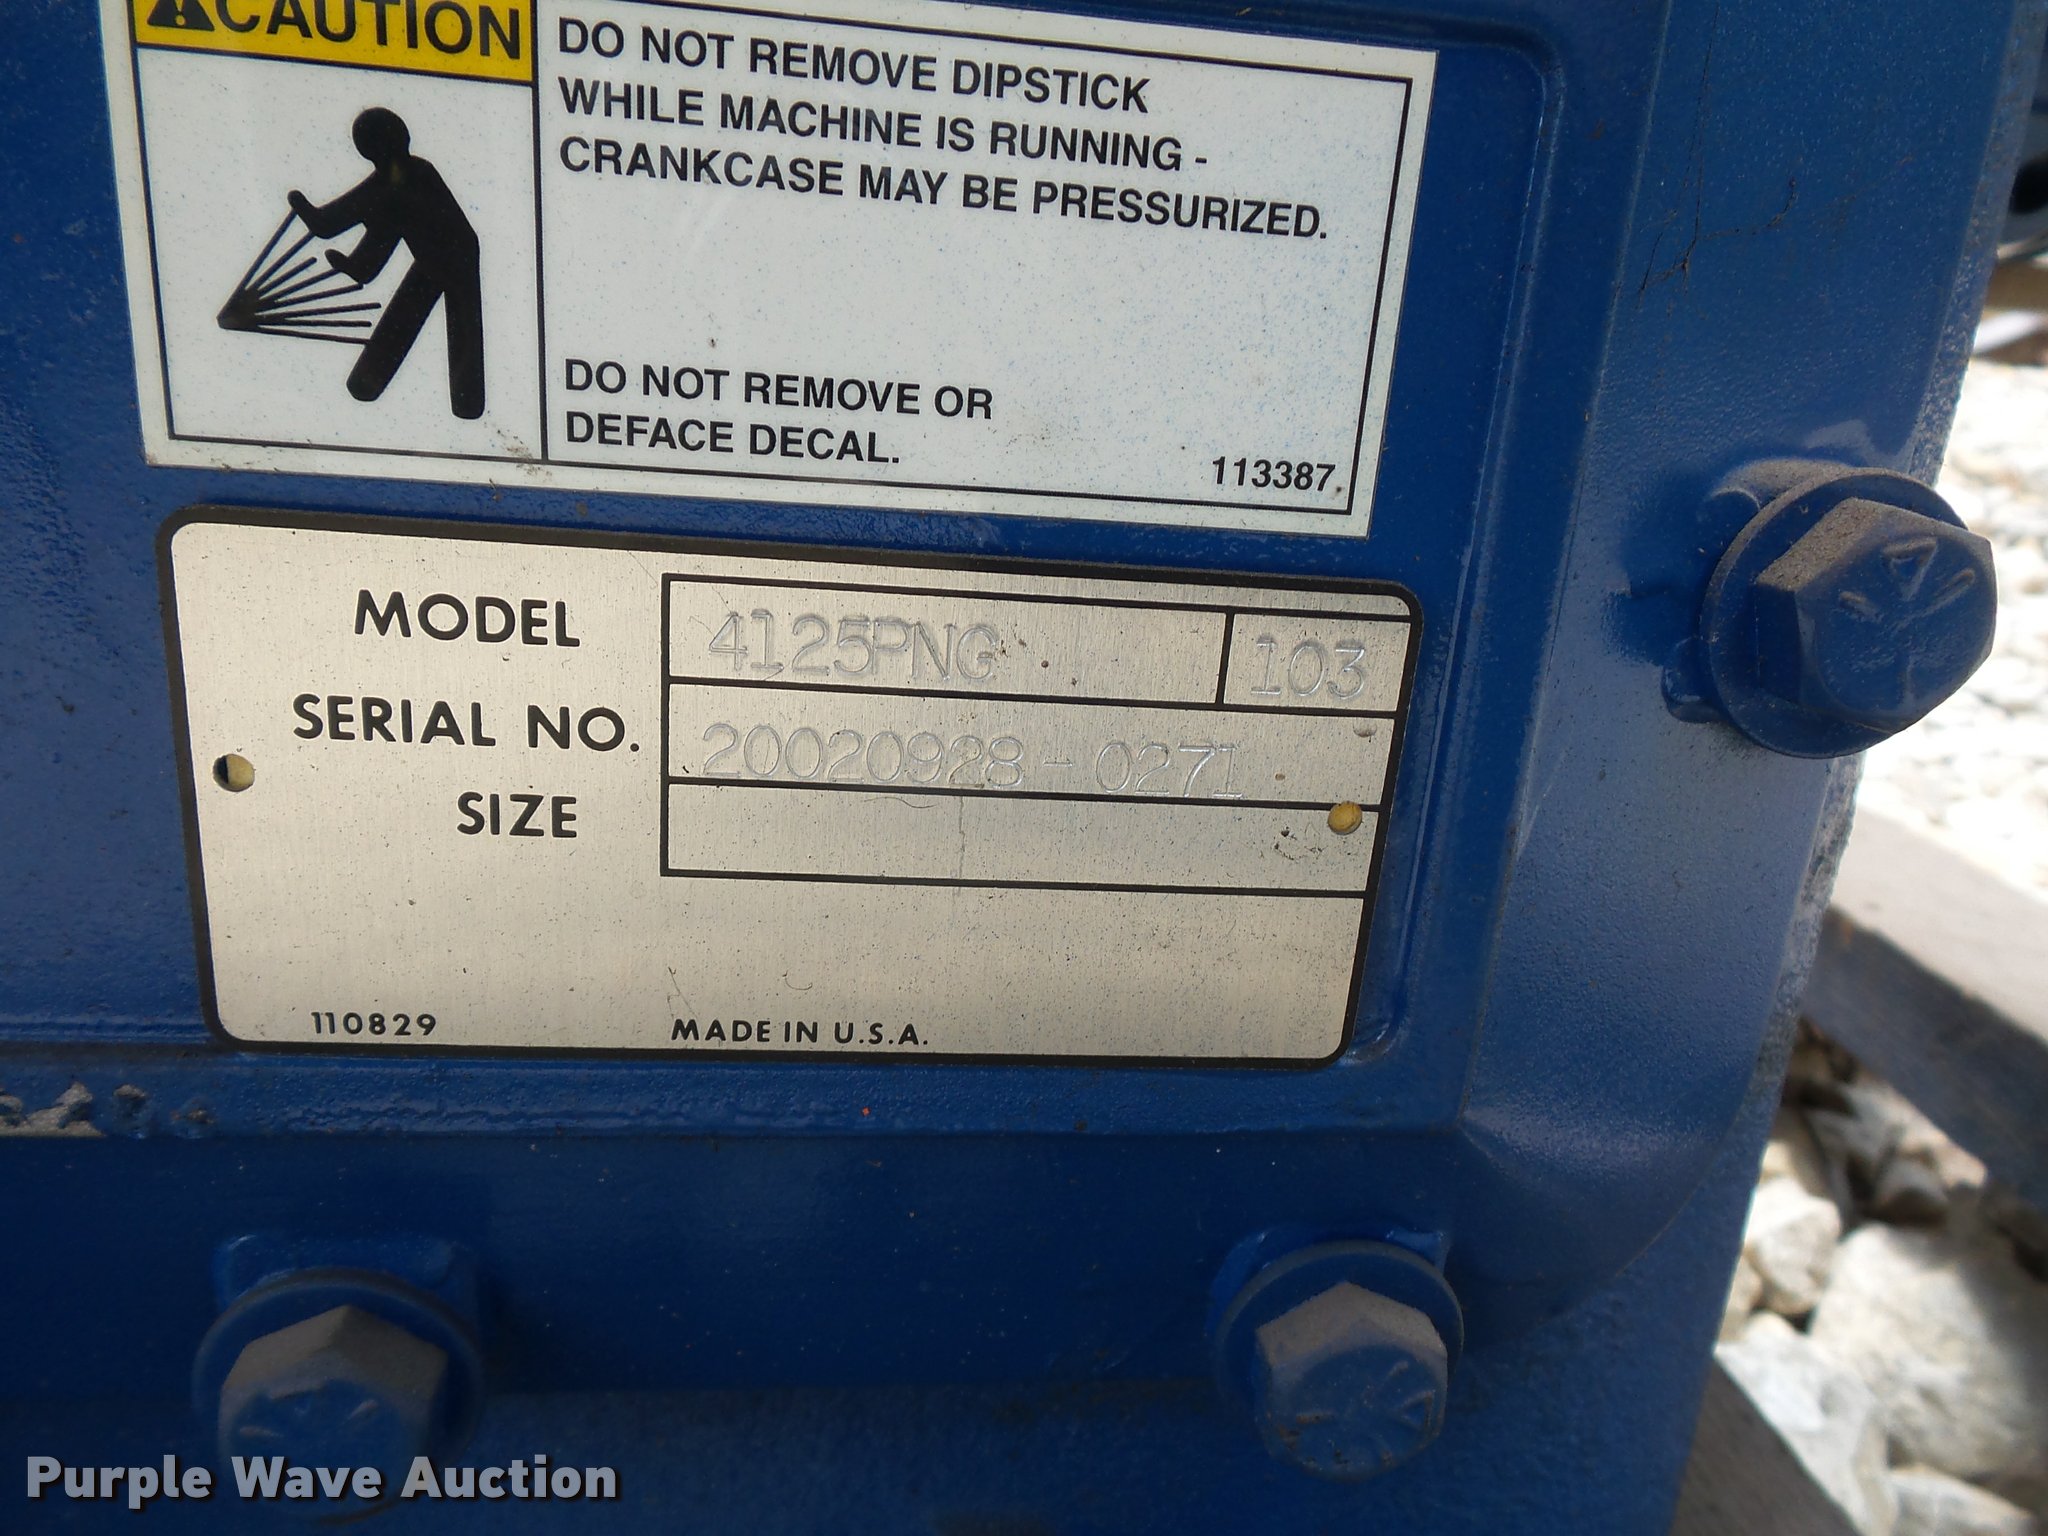 CAUTION
DO NOT REMOVE DIPSTICK
WHILE MACHINE IS RUNNING -
CRANKCASE MAY BE PRESSURIZED.
DO NOT REMOVE OR
DEFACE DECAL.
113387
MODEL 4125PNG 103
SERIAL NO. 20020928-0271
SIZE
110829 MADE IN U.S.A.
Purple Wave Auction